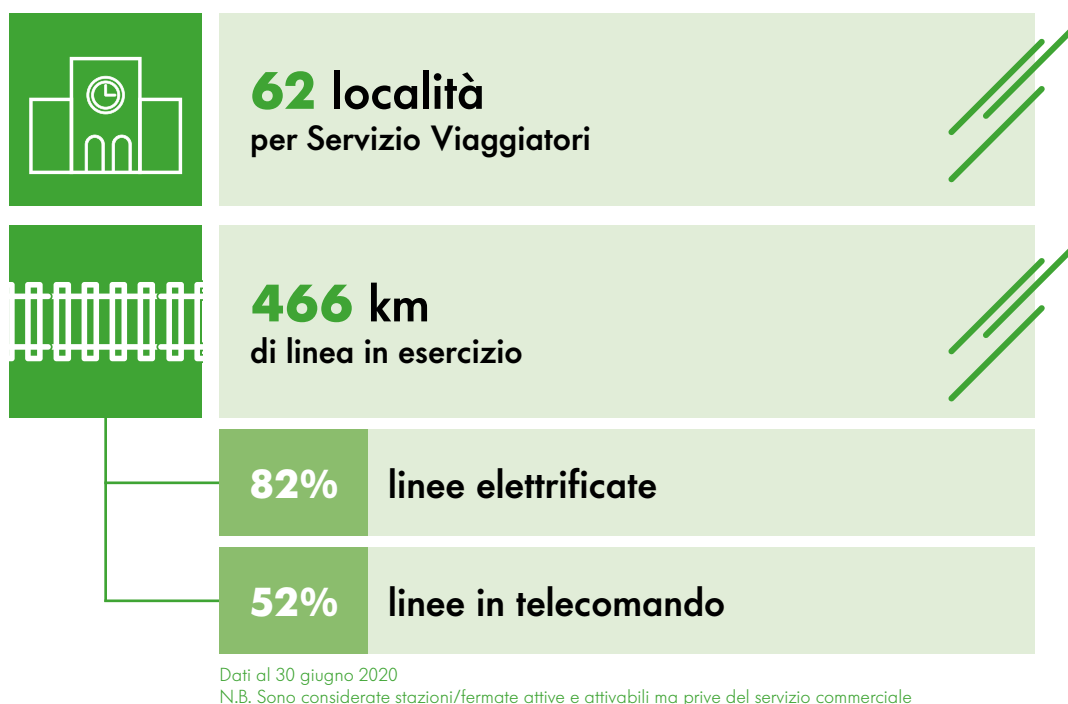 62 località
per Servizio Viaggiatori
466 km
di linea in esercizio
82% linee elettrificate
52% linee in telecomando
Dati al 30 giugno 2020
N.B. Sono considerate stazioni/fermate attive e attivabili ma prive del servizio commerciale